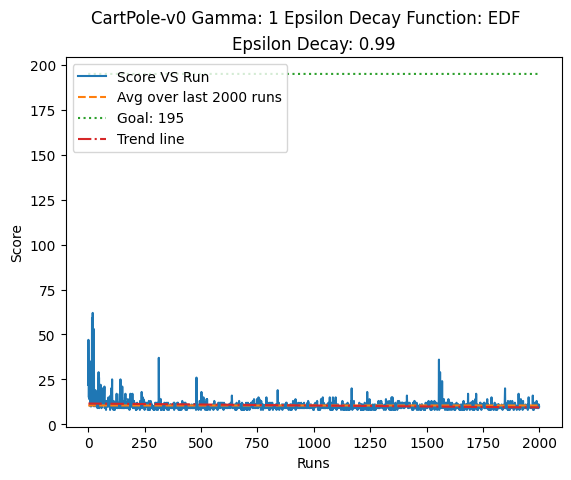 CartPole-v0 Gamma: 1 Epsilon Decay Function: EDF
Epsilon Decay: 0.99
200
175
150
125
100
75
50
25
0
Score
Score VS Run
Avg over last 2000 runs
Goal: 195
Trend line
0
250
500
750
1000
1250
1500
1750
2000
Runs